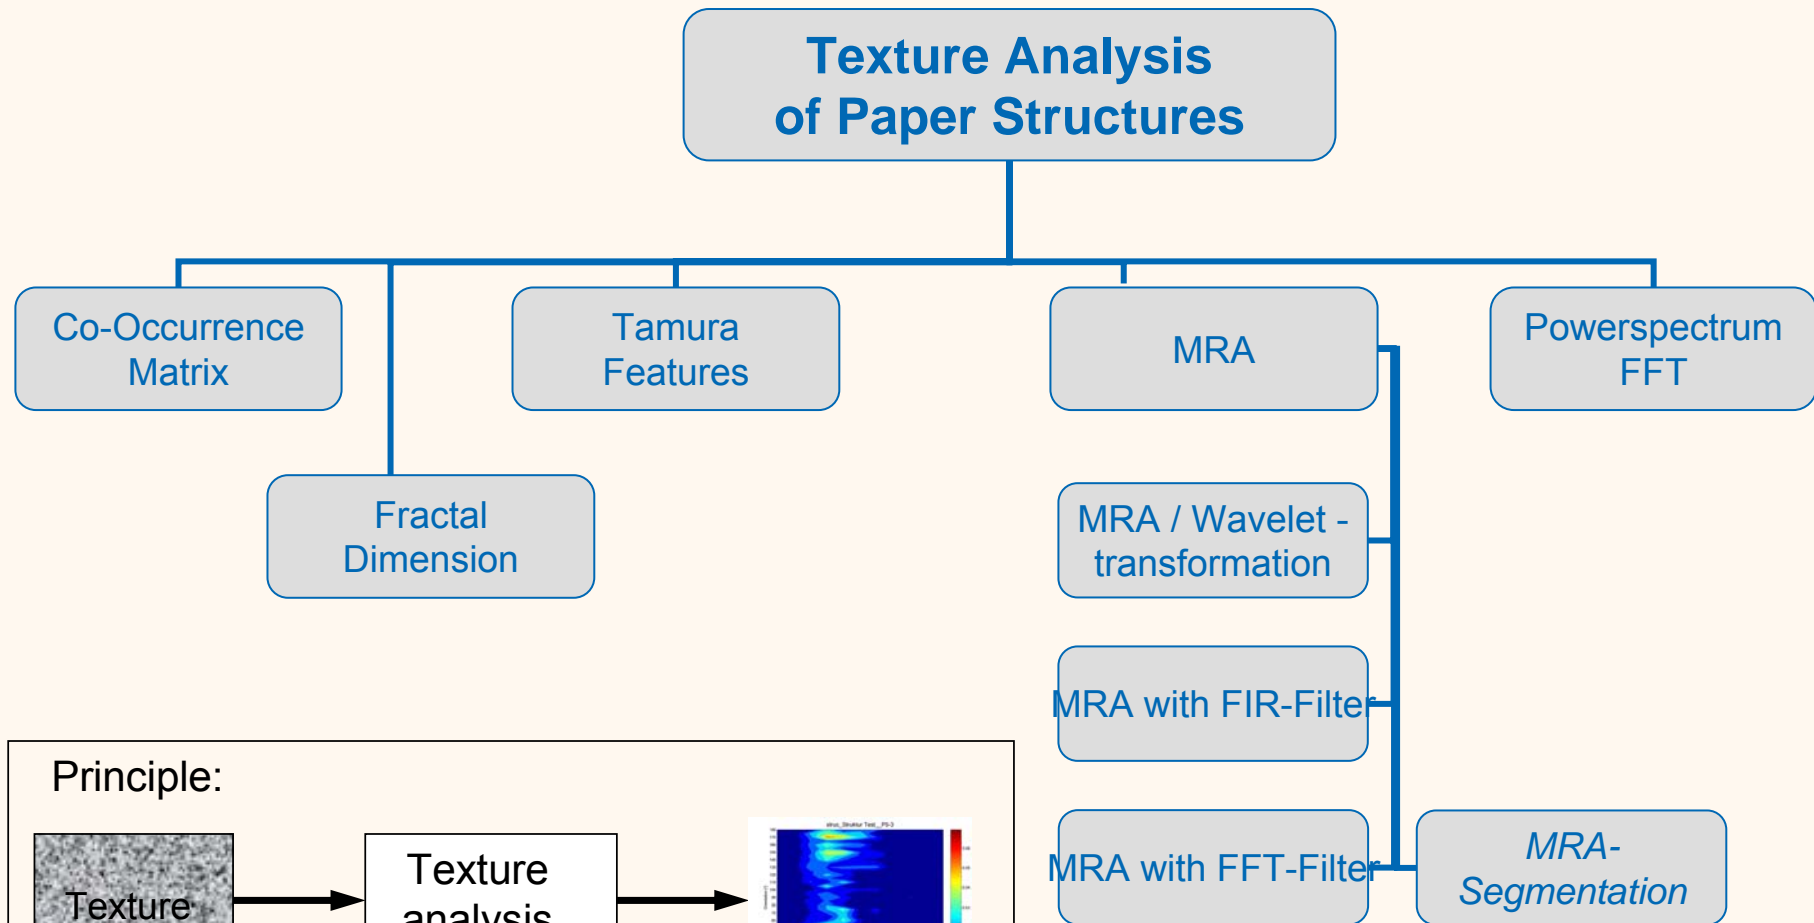 Texture Analysis
of Paper Structures
Co-Occurrence
Matrix
Tamura
Features
MRA
Powerspectrum
FFT
Fractal
Dimension
MRA / Wavelet -
transformation
MRA with FIR-Filter
MRA with FFT-Filter
MRA-
Segmentation
Principle:
Texture
Texture
analysis